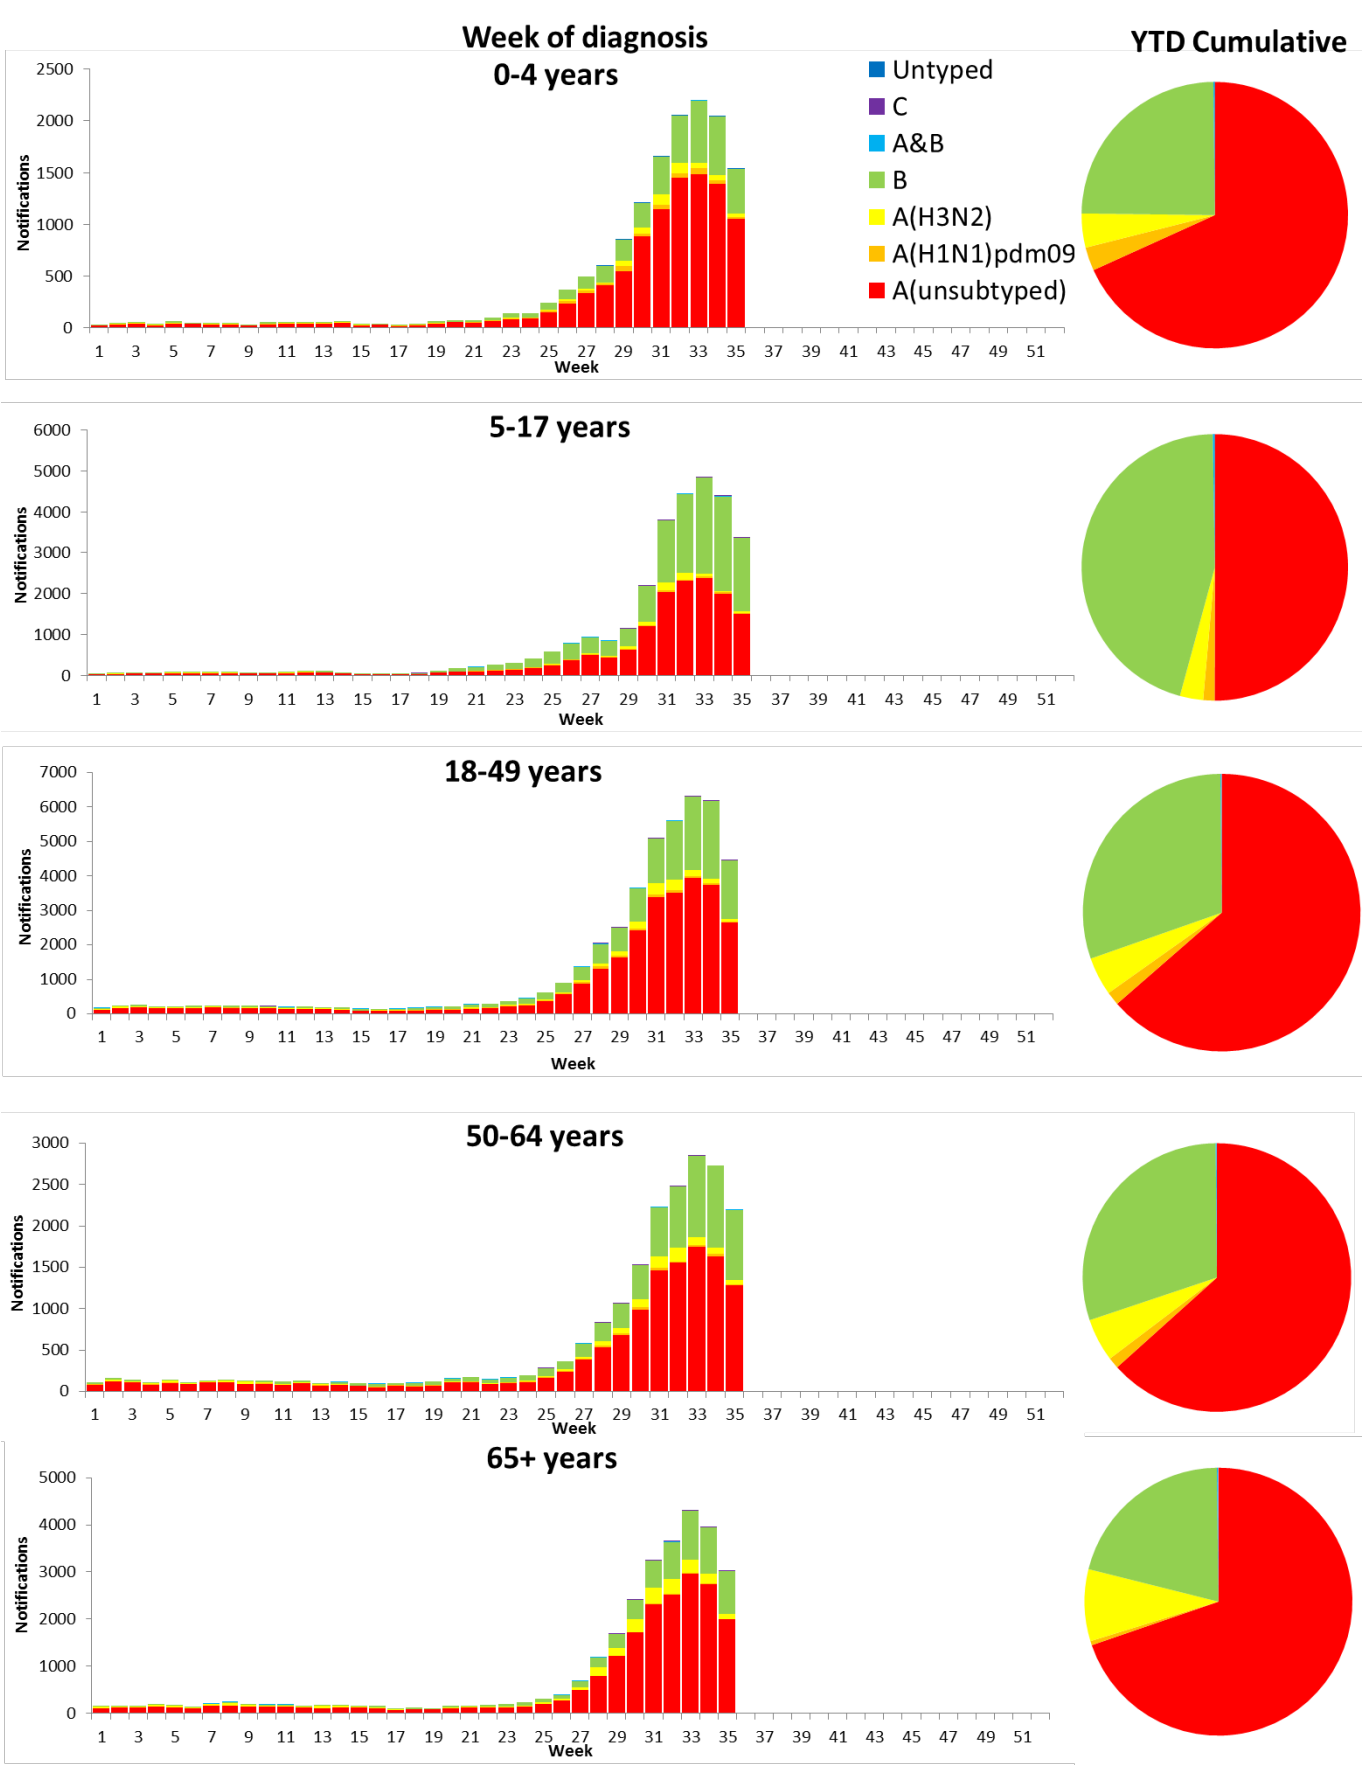 Week of diagnosis
YTD Cumulative
0-4 years
Untyped
C
A&B
B
A(H3N2)
A(H1N1)pdm09
A(unsubtyped)
Notifications
2500
2000
1500
1000
500
0
1 3 5 7 9 11 13 15 17 19 21 23 25 27 29 31 33 35 37 39 41 43 45 47 49 51
Week
5-17 years
Notifications
6000
5000
4000
3000
2000
1000
0
1 3 5 7 9 11 13 15 17 19 21 23 25 27 29 31 33 35 37 39 41 43 45 47 49 51
Week
18-49 years
Notifications
7000
6000
5000
4000
3000
2000
1000
0
1 3 5 7 9 11 13 15 17 19 21 23 25 27 29 31 33 35 37 39 41 43 45 47 49 51
Week
50-64 years
Notifications
3000
2500
2000
1500
1000
500
0
1 3 5 7 9 11 13 15 17 19 21 23 25 27 29 31 33 35 37 39 41 43 45 47 49 51
Week
65+ years
Notifications
5000
4000
3000
2000
1000
0
1 3 5 7 9 11 13 15 17 19 21 23 25 27 29 31 33 35 37 39 41 43 45 47 49 51
Week